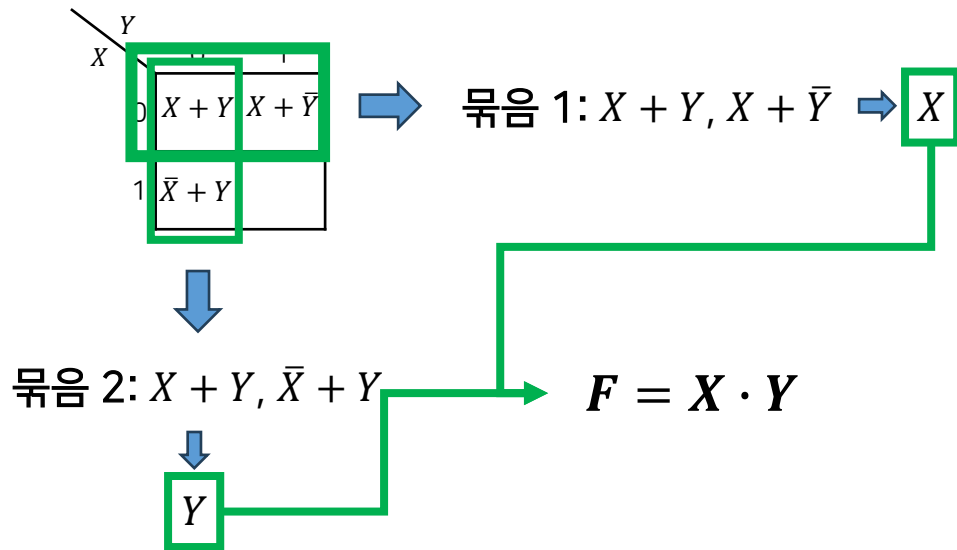 Y
X
0 X + Y X + Ȳ
묶음 1: X + Y, X + Ȳ
X
1 X̄ + Y
묶음 2: X + Y, X̄ + Y
F = X · Y
Y